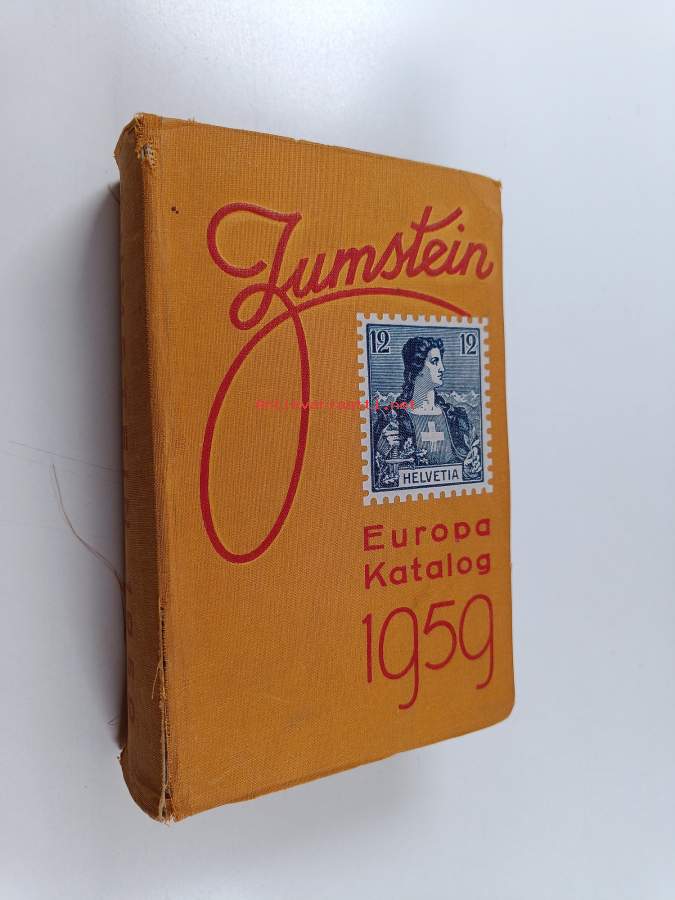 Zumstein
12 12
HELVETIA
Europa
Katalog
1959